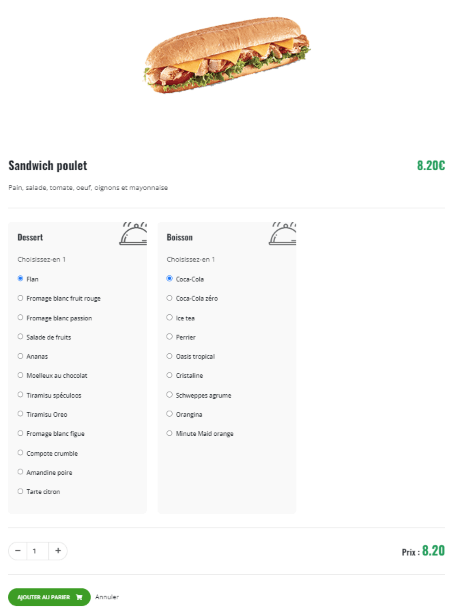 Sandwich poulet
8.20€
Pain, salade, tomate, oeuf, oignons et mayonnaise
Dessert
Choisissez-en 1
Flan
Fromage blanc fruit rouge
Fromage blanc passion
Salade de fruits
Ananas
Moelleux au chocolat
Tiramisu spéculoos
Tiramisu Oreo
Fromage blanc figue
Compote crumble
Amandine poire
Tarte citron
Boisson
Choisissez-en 1
Coca-Cola
Coca-Cola zéro
Ice tea
Perrier
Oasis tropical
Cristaline
Schweppes agrume
Orangina
Minute Maid orange
− 1 +
Prix : 8.20
AJOUTER AU PANIER
Annuler